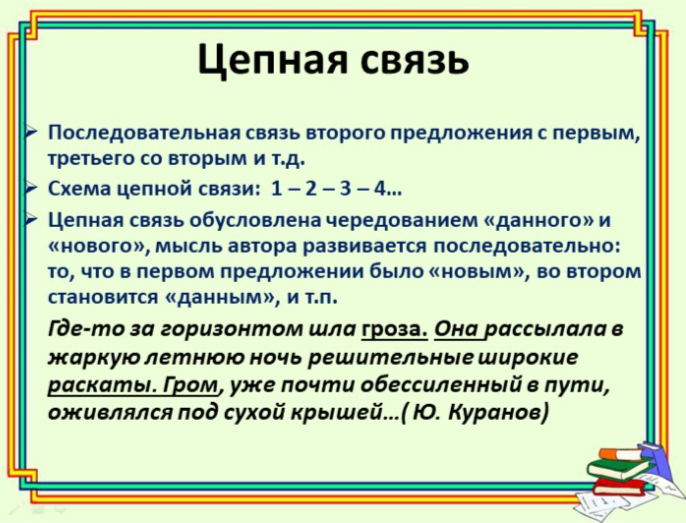 Цепная связь
Последовательная связь второго предложения с первым,
третьего со вторым и т.д.
Схема цепной связи: 1 – 2 – 3 – 4…
Цепная связь обусловлена чередованием «данного» и
«нового», мысль автора развивается последовательно:
то, что в первом предложении было «новым», во втором
становится «данным», и т.п.
Где-то за горизонтом шла гроза. Она рассылала в
жаркую летнюю ночь решительные широкие
раскаты. Гром, уже почти обессиленный в пути,
оживлялся под сухой крышей…( Ю. Куранов)